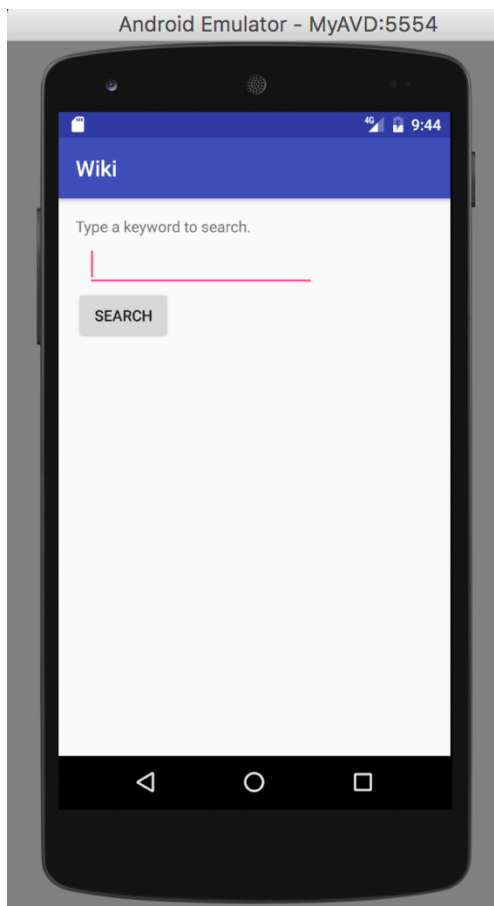 Android Emulator - MyAVD:5554
4G 9:44
Wiki
Type a keyword to search.
SEARCH